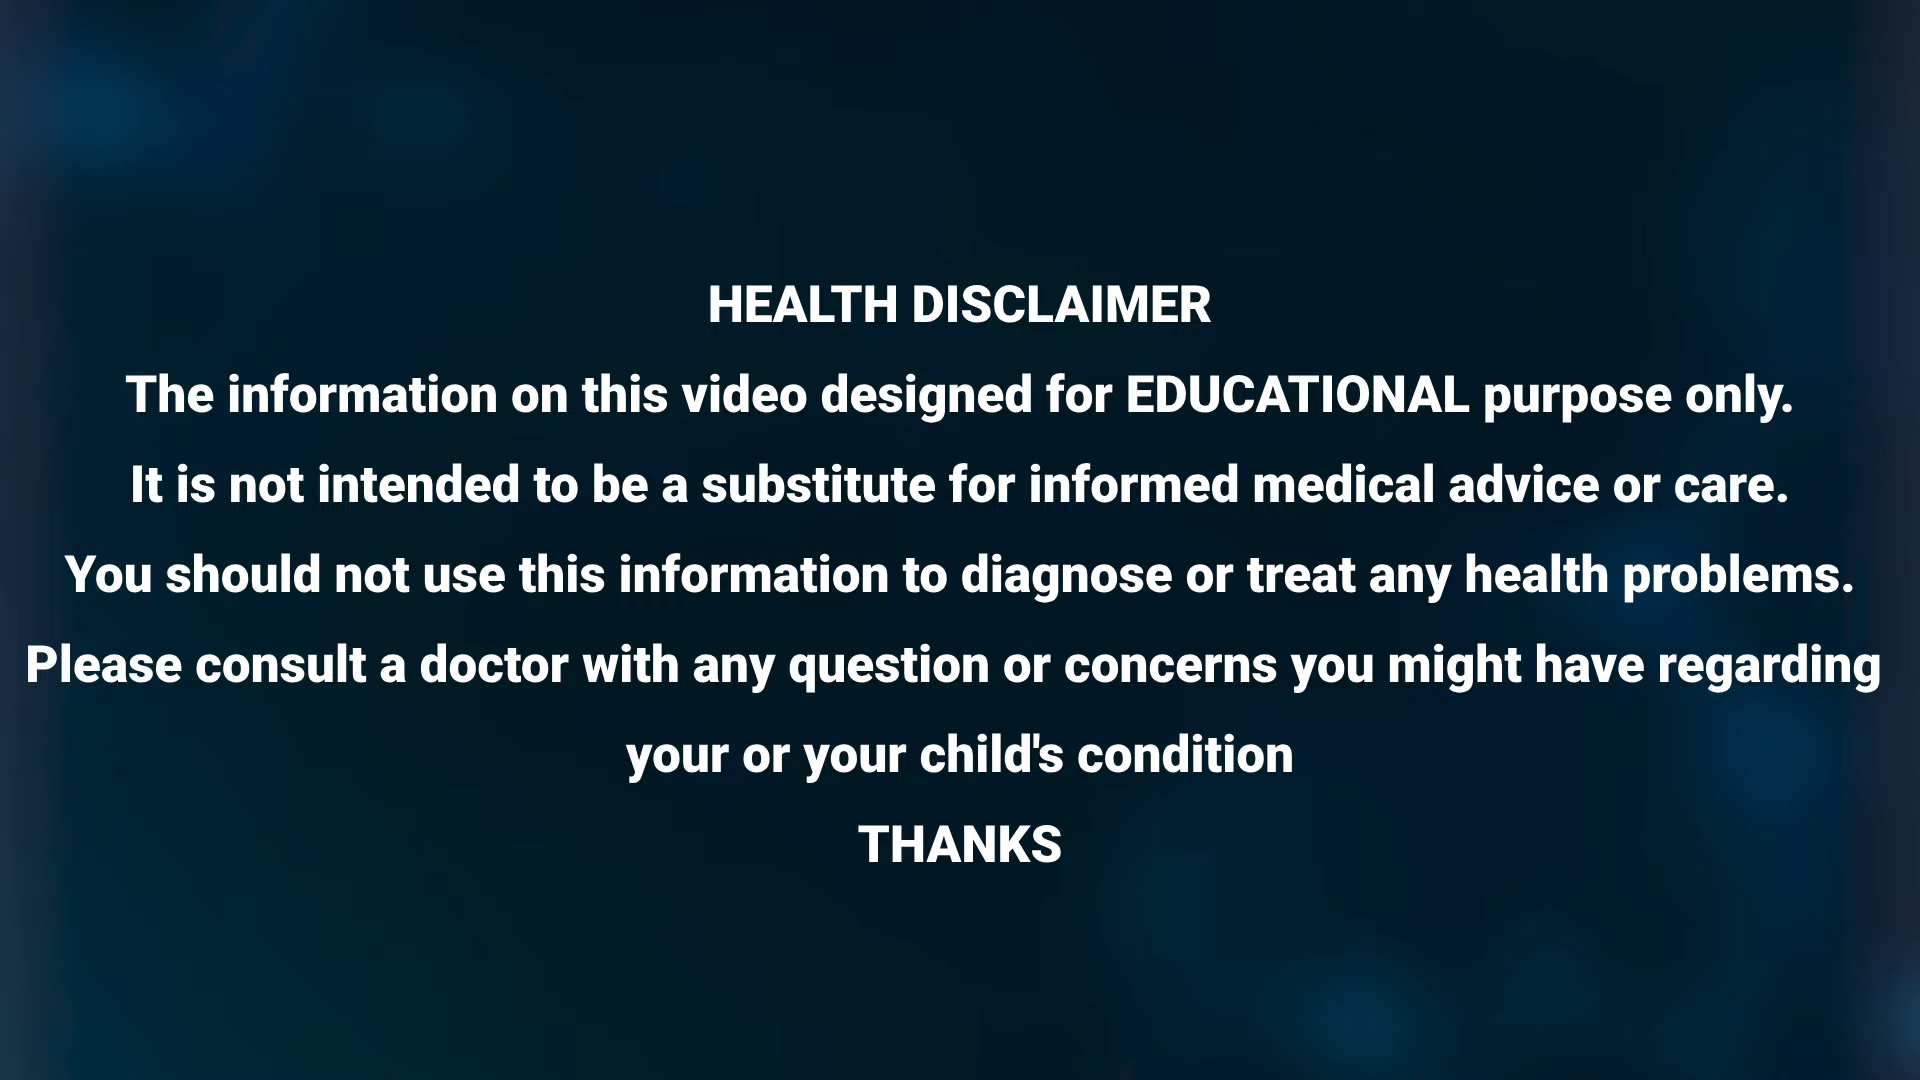 HEALTH DISCLAIMER
The information on this video designed for EDUCATIONAL purpose only.
It is not intended to be a substitute for informed medical advice or care.
You should not use this information to diagnose or treat any health problems.
Please consult a doctor with any question or concerns you might have regarding
your or your child's condition
THANKS